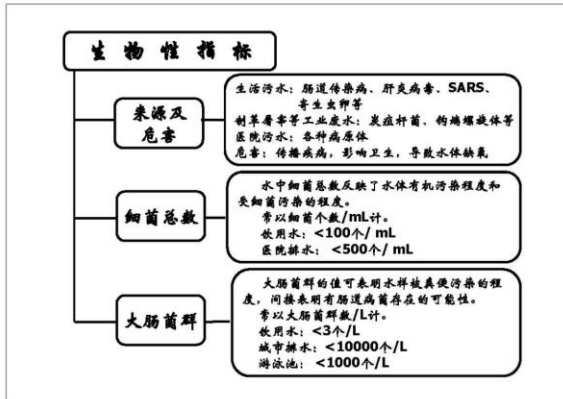 生物性指标
来源及
危害
生活污水：肠道传染病、肝炎病毒、SARS、
寄生虫卵等
制革屠宰等工业废水：炭疽杆菌、钩端螺旋体等
医院污水：各种病原体
危害：传播疾病，影响卫生，导致水体缺氧
细菌总数
水中细菌总数反映了水体有机污染程度和
受细菌污染的程度。
常以细菌个数/mL计。
饮用水：<100个/ mL
医院排水：<500个/ mL
大肠菌群
大肠菌群的值可表明水样被粪便污染的程
度，间接表明有肠道病菌存在的可能性。
常以大肠菌群数/L计。
饮用水：<3个/L
城市排水：<10000个/L
游泳池：<1000个/L